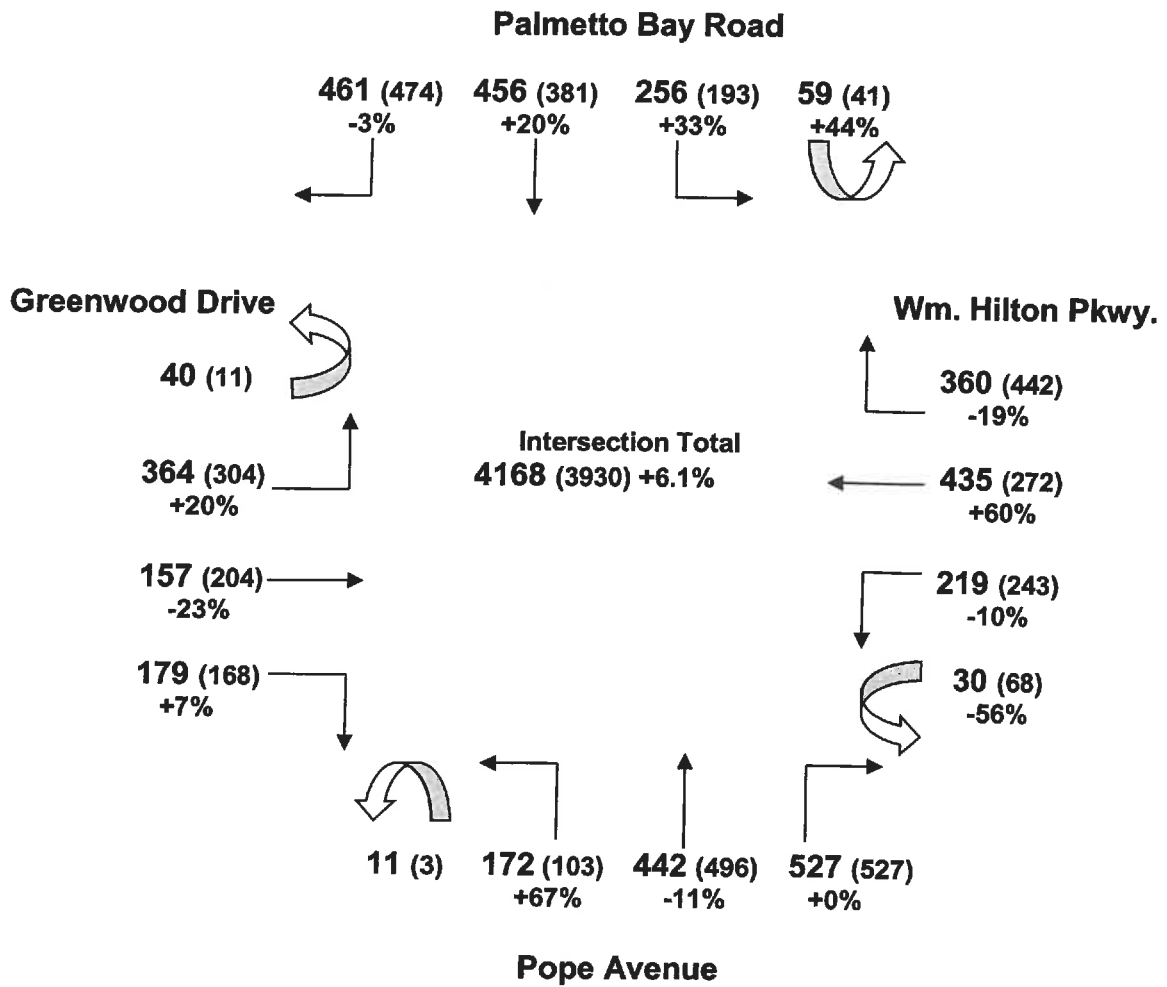 Palmetto Bay Road
461 (474) 456 (381) 256 (193) 59 (41)
-3% +20% +33% +44%
Greenwood Drive
Wm. Hilton Pkwy.
40 (11)
360 (442)
-19%
Intersection Total
4168 (3930) +6.1%
364 (304)
+20%
435 (272)
+60%
157 (204)
-23%
219 (243)
-10%
179 (168)
+7%
30 (68)
-56%
11 (3) 172 (103) 442 (496) 527 (527)
+67% -11% +0%
Pope Avenue